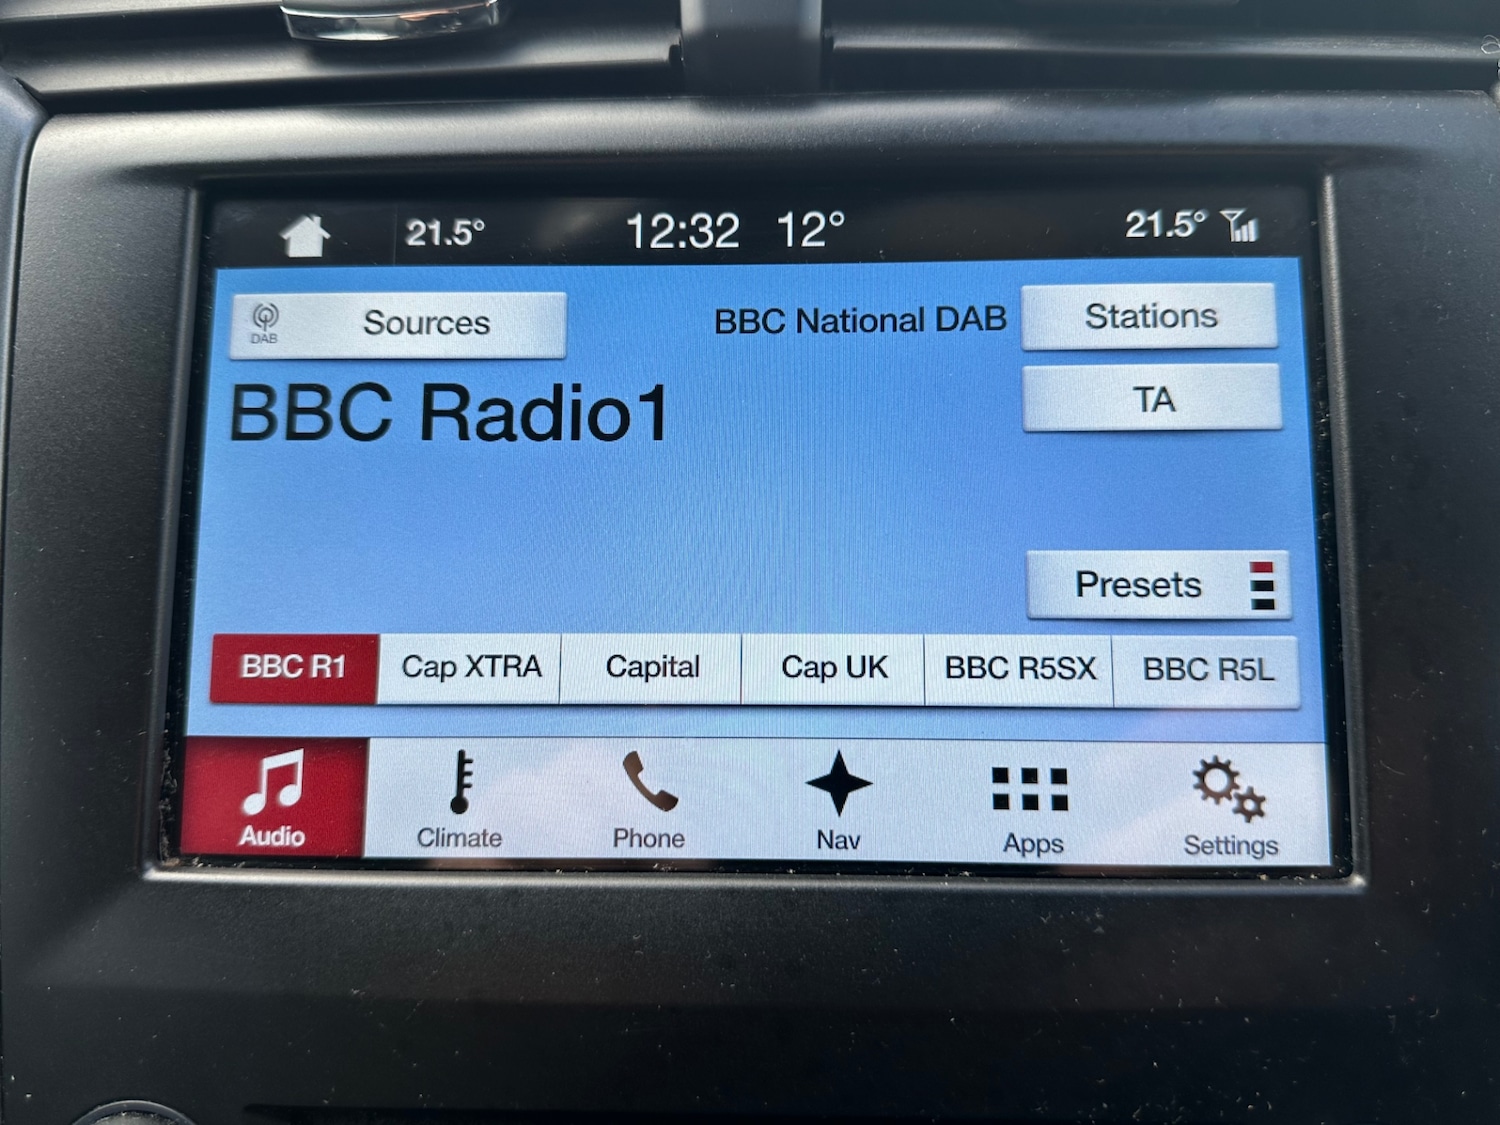 21.5° 12:32 12° 21.5°
DAB Sources BBC National DAB Stations
BBC Radio1 TA
Presets
BBC R1 Cap XTRA Capital Cap UK BBC R5SX BBC R5L
Audio Climate Phone Nav Apps Settings